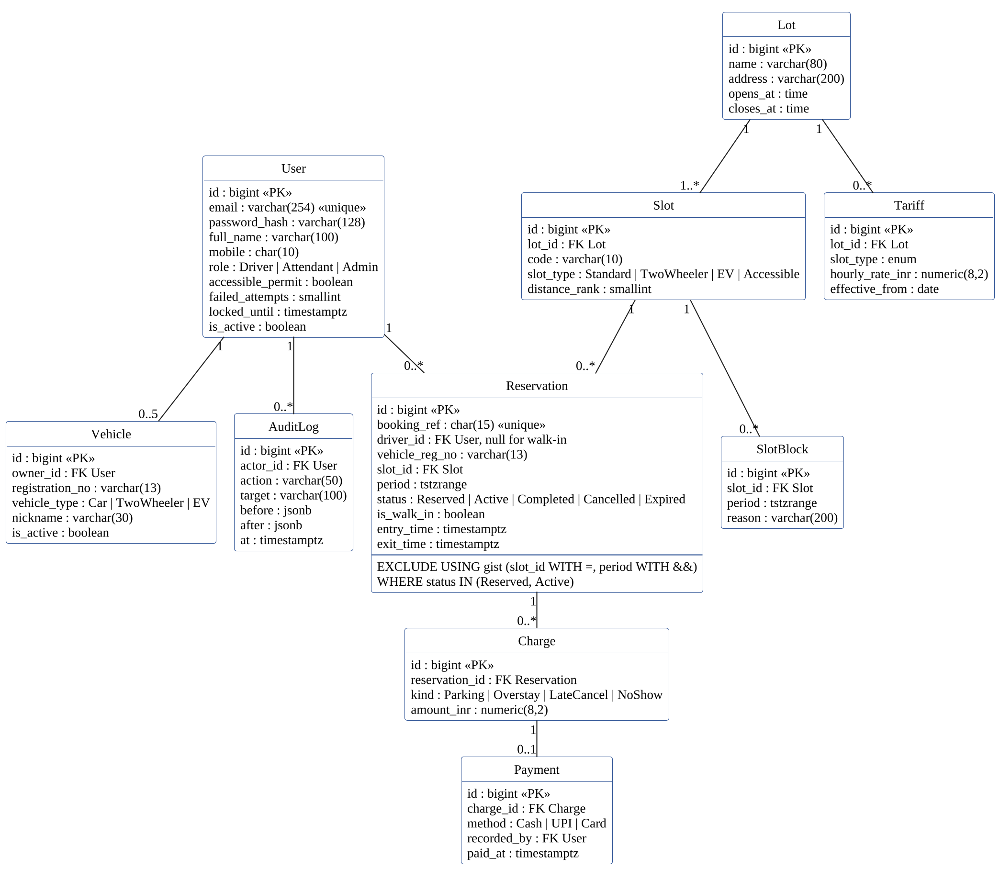 Lot
id : bigint «PK»
name : varchar(80)
address : varchar(200)
opens_at : time
closes_at : time
1
1
User
id : bigint «PK»
email : varchar(254) «unique»
password_hash : varchar(128)
full_name : varchar(100)
mobile : char(10)
role : Driver | Attendant | Admin
accessible_permit : boolean
failed_attempts : smallint
locked_until : timestamptz
is_active : boolean
1
1
1
1..*
Slot
id : bigint «PK»
lot_id : FK Lot
code : varchar(10)
slot_type : Standard | TwoWheeler | EV | Accessible
distance_rank : smallint
1
1
0..*
Tariff
id : bigint «PK»
lot_id : FK Lot
slot_type : enum
hourly_rate_inr : numeric(8,2)
effective_from : date
0..5
Vehicle
id : bigint «PK»
owner_id : FK User
registration_no : varchar(13)
vehicle_type : Car | TwoWheeler | EV
nickname : varchar(30)
is_active : boolean
0..*
AuditLog
id : bigint «PK»
actor_id : FK User
action : varchar(50)
target : varchar(100)
before : jsonb
after : jsonb
at : timestamptz
0..*
0..*
Reservation
id : bigint «PK»
booking_ref : char(15) «unique»
driver_id : FK User, null for walk-in
vehicle_reg_no : varchar(13)
slot_id : FK Slot
period : tstzrange
status : Reserved | Active | Completed | Cancelled | Expired
is_walk_in : boolean
entry_time : timestamptz
exit_time : timestamptz
EXCLUDE USING gist (slot_id WITH =, period WITH &&)
WHERE status IN (Reserved, Active)
1
0..*
SlotBlock
id : bigint «PK»
slot_id : FK Slot
period : tstzrange
reason : varchar(200)
0..*
Charge
id : bigint «PK»
reservation_id : FK Reservation
kind : Parking | Overstay | LateCancel | NoShow
amount_inr : numeric(8,2)
1
0..1
Payment
id : bigint «PK»
charge_id : FK Charge
method : Cash | UPI | Card
recorded_by : FK User
paid_at : timestamptz